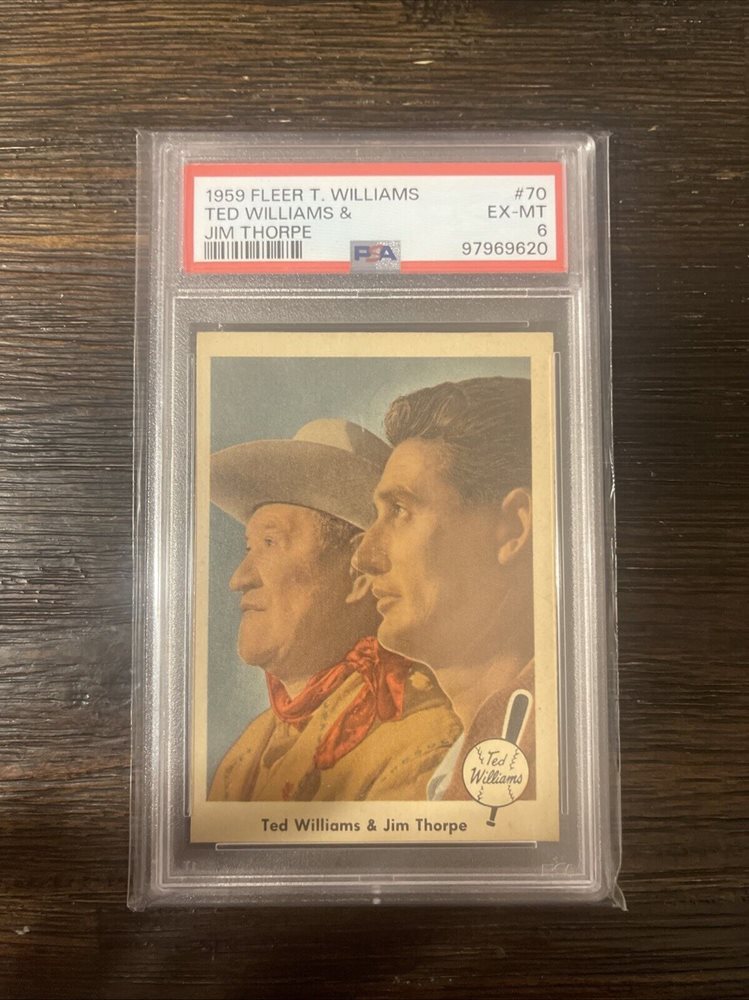 1959 FLEER T. WILLIAMS #70
TED WILLIAMS & EX-MT
JIM THORPE 6
PSA 97969620
Ted
Williams
Ted Williams & Jim Thorpe